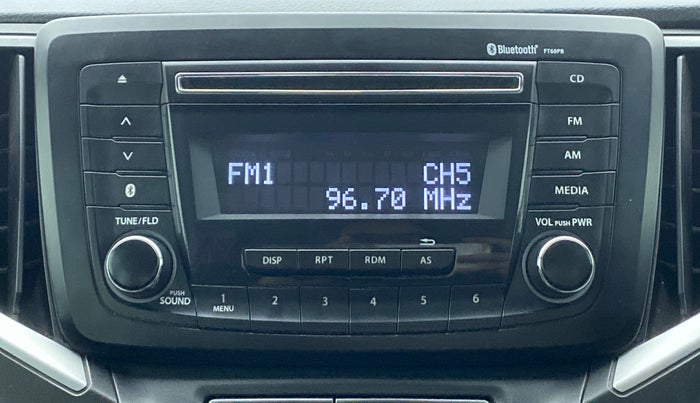 Bluetooth® FT68PB
CD
FM
AM
MEDIA
FM1 CH5
96.70 MHz
TUNE/FLD
VOL PUSH PWR
DISP RPT RDM AS
PUSH
SOUND
1 2 3 4 5 6
MENU